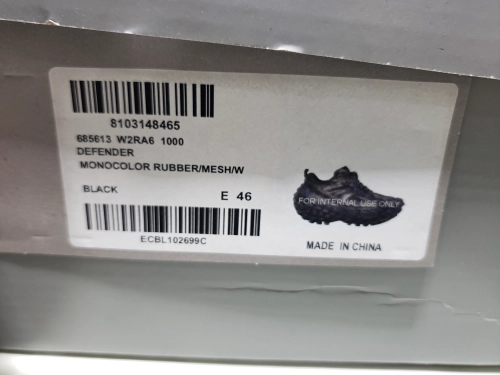 8103148465
685613 W2RA6 1000
DEFENDER
MONOCOLOR RUBBER/MESH/W
BLACK
E 46
FOR INTERNAL USE ONLY
ECBL102699C
MADE IN CHINA